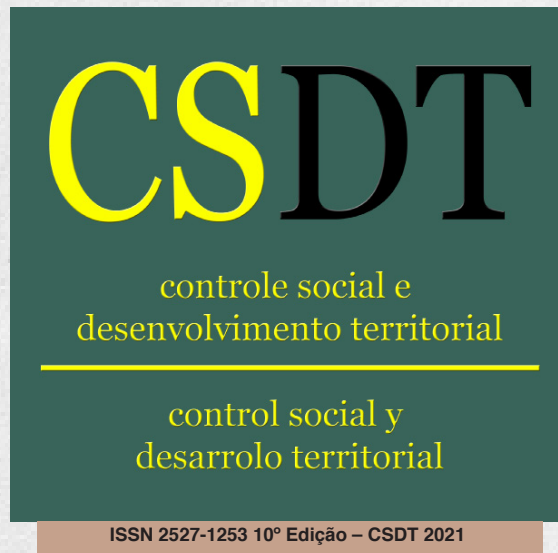 CSDT
controle social e
desenvolvimento territorial
control social y
desarrolo territorial
ISSN 2527-1253 10º Edição – CSDT 2021